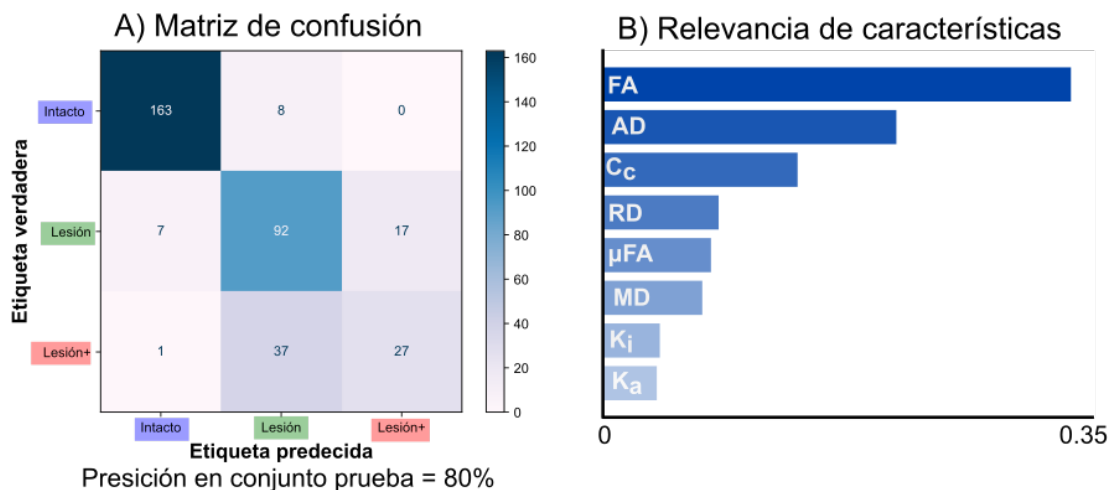 A) Matriz de confusión
Etiqueta verdadera
Intacto
Lesión
Lesión+
163 8 0
7 92 17
1 37 27
Intacto Lesión Lesión+
Etiqueta predecida
Presición en conjunto prueba = 80%
160
140
120
100
80
60
40
20
0
B) Relevancia de características
FA
AD
Cc
RD
µFA
MD
Ki
Ka
0 0.35